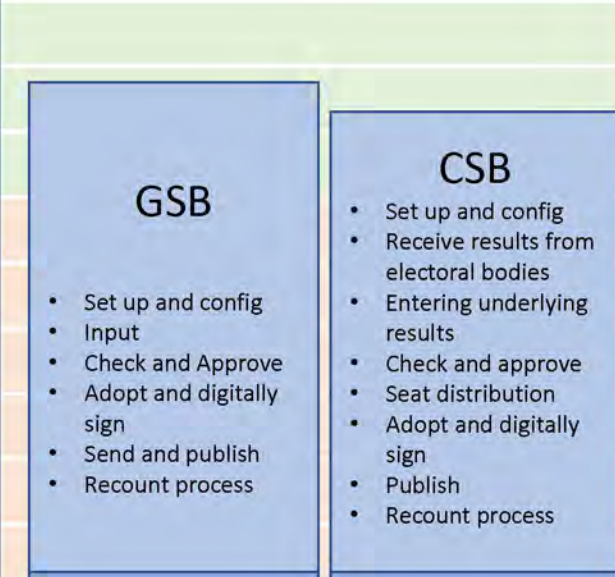 GSB
• Set up and config
• Input
• Check and Approve
• Adopt and digitally
sign
• Send and publish
• Recount process
CSB
• Set up and config
• Receive results from
electoral bodies
• Entering underlying
results
• Check and approve
• Seat distribution
• Adopt and digitally
sign
• Publish
• Recount process